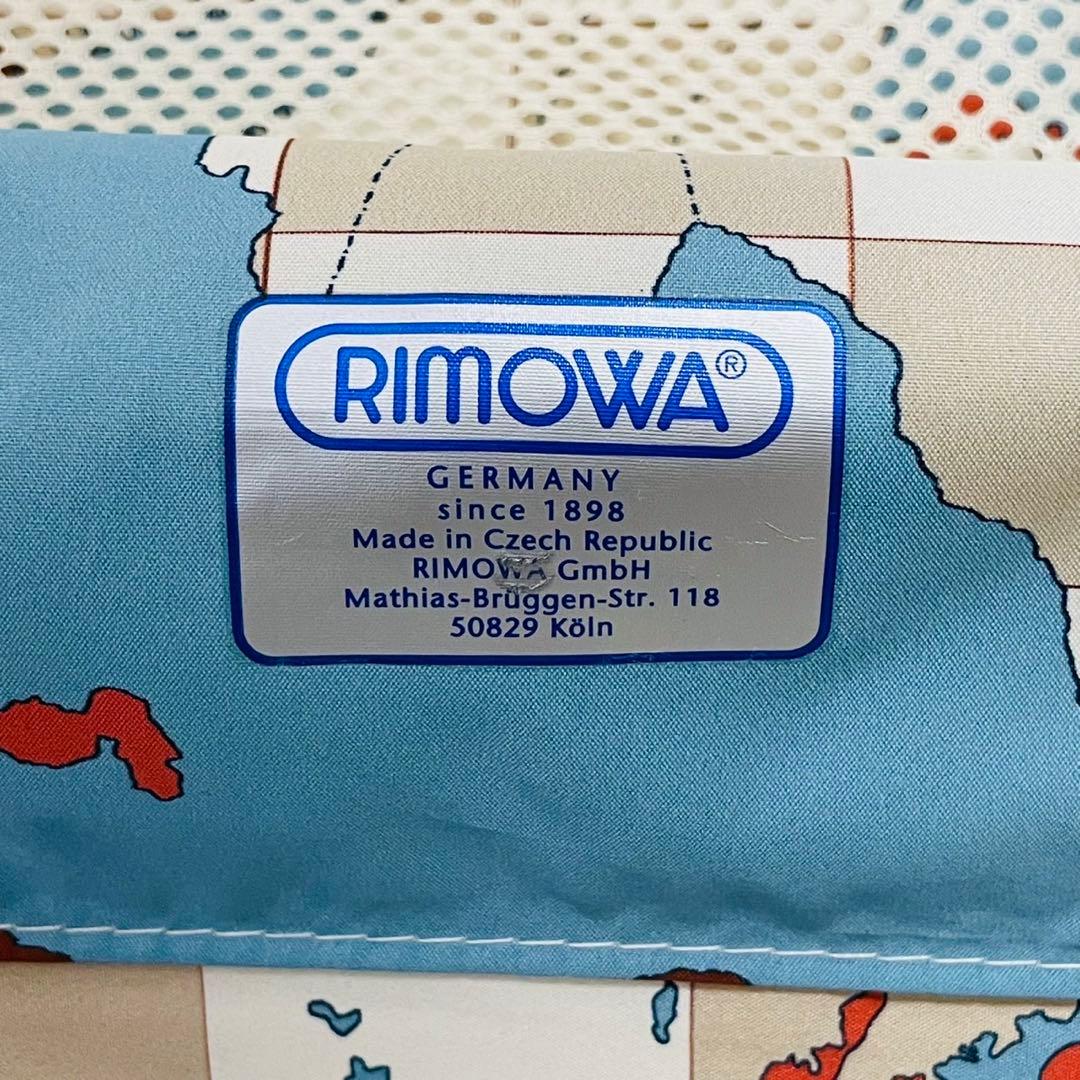 RIMOWA®
GERMANY
since 1898
Made in Czech Republic
RIMOWA GmbH
Mathias-Brüggen-Str. 118
50829 Köln